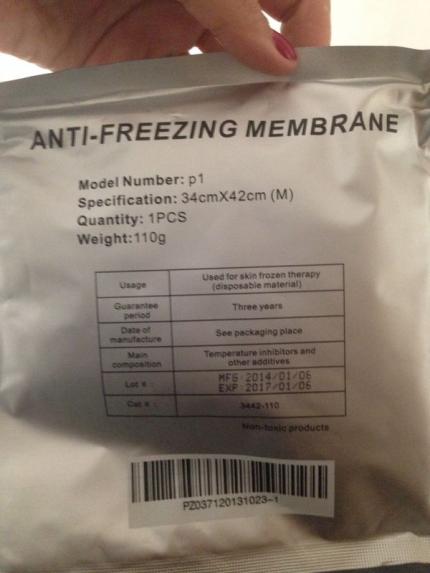 ANTI-FREEZING MEMBRANE
Model Number: p1
Specification: 34cmX42cm (M)
Quantity: 1PCS
Weight:110g
Usage
Used for skin frozen therapy
(disposable material)
Guarantee
period
Three years
Date of
manufacture
See packaging place
Main
composition
Temperature inhibitors and
other additives
Lot # :
MFG: 2014/01/06
EXP: 2017/01/06
Cat # :
3442-110
Non-toxic products
PZ037120131023-1